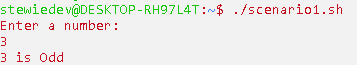 stewiedev@DESKTOP-RH97L4T:~$ ./scenario1.sh
Enter a number:
3
3 is Odd